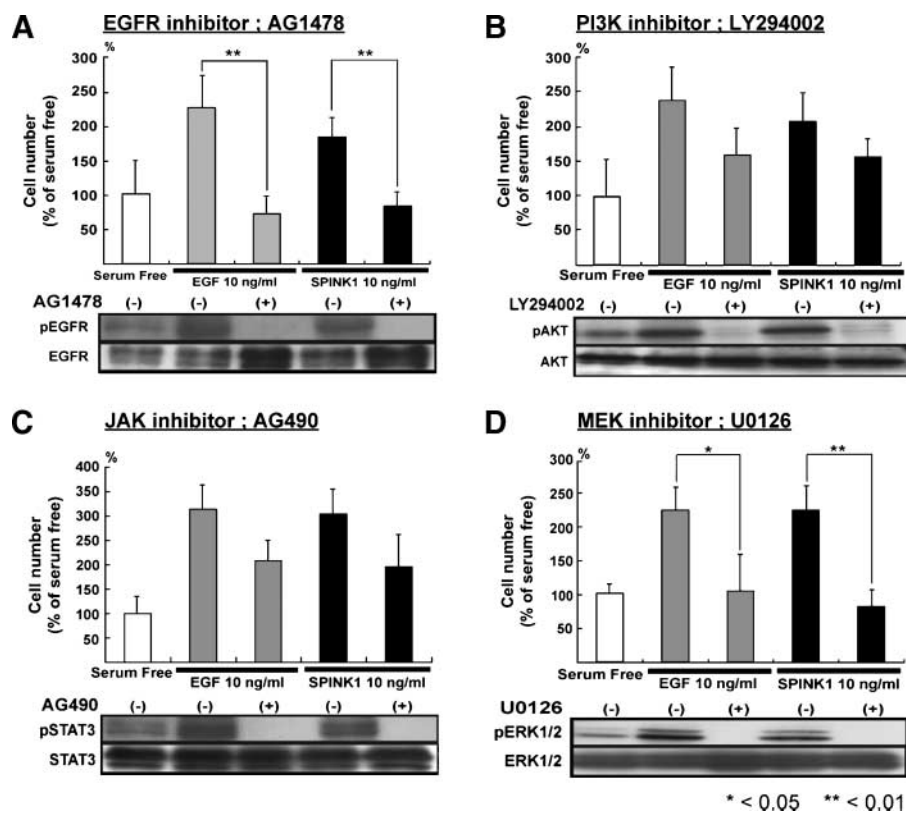 A
EGFR inhibitor ; AG1478
%
300
250
200
150
100
50
Cell number
(% of serum free)
** **
Serum Free EGF 10 ng/ml SPINK1 10 ng/ml
AG1478 (-) (-) (+) (-) (+)
pEGFR
EGFR
B
PI3K inhibitor ; LY294002
%
300
250
200
150
100
50
Cell number
(% of serum free)
Serum Free EGF 10 ng/ml SPINK1 10 ng/ml
LY294002 (-) (-) (+) (-) (+)
pAKT
AKT
C
JAK inhibitor ; AG490
%
400
350
300
250
200
150
100
50
Cell number
(% of serum free)
Serum Free EGF 10 ng/ml SPINK1 10 ng/ml
AG490 (-) (-) (+) (-) (+)
pSTAT3
STAT3
D
MEK inhibitor ; U0126
%
300
250
200
150
100
50
Cell number
(% of serum free)
* **
Serum Free EGF 10 ng/ml SPINK1 10 ng/ml
U0126 (-) (-) (+) (-) (+)
pERK1/2
ERK1/2
* < 0.05 ** < 0.01